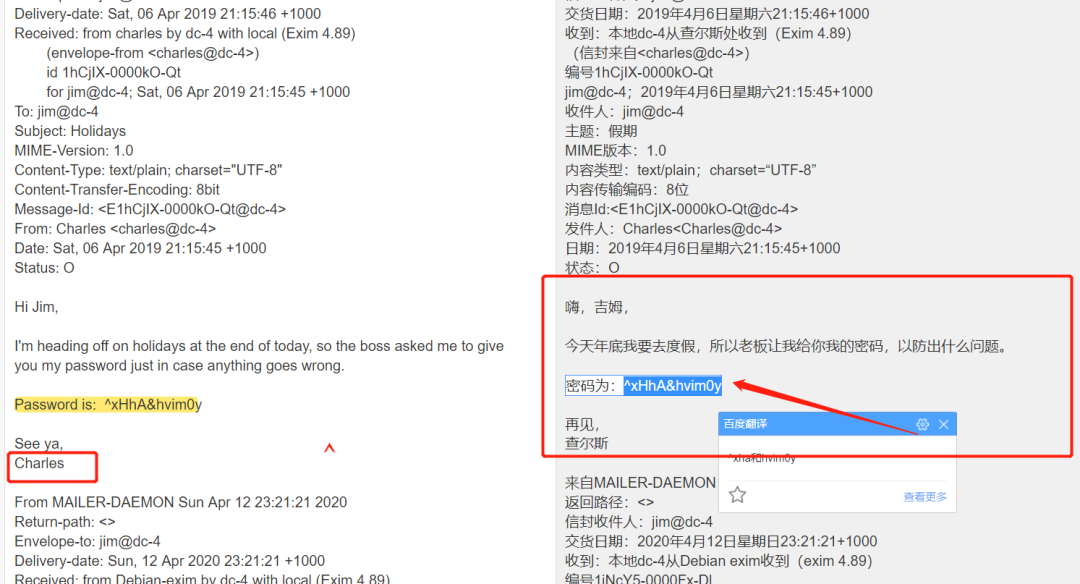 Delivery-date: Sat, 06 Apr 2019 21:15:46 +1000
Received: from charles by dc-4 with local (Exim 4.89)
(envelope-from <charles@dc-4>)
id 1hCjIX-0000kO-Qt
for jim@dc-4; Sat, 06 Apr 2019 21:15:45 +1000
To: jim@dc-4
Subject: Holidays
MIME-Version: 1.0
Content-Type: text/plain; charset="UTF-8"
Content-Transfer-Encoding: 8bit
Message-Id: <E1hCjIX-0000kO-Qt@dc-4>
From: Charles <charles@dc-4>
Date: Sat, 06 Apr 2019 21:15:45 +1000
Status: O
Hi Jim,
I'm heading off on holidays at the end of today, so the boss asked me to give
you my password just in case anything goes wrong.
Password is:  ^xHhA&hvim0y
See ya,
Charles
From MAILER-DAEMON Sun Apr 12 23:21:21 2020
Return-path: <>
Envelope-to: jim@dc-4
Delivery-date: Sun, 12 Apr 2020 23:21:21 +1000
Received: from Debian-exim by dc-4 with local (Exim 4.89)
交货日期：2019年4月6日星期六21:15:46+1000
收到：本地dc-4从查尔斯处收到（Exim 4.89）
（信封来自<charles@dc-4>）
编号1hCjIX-0000kO-Qt
jim@dc-4；2019年4月6日星期六21:15:45+1000
收件人：jim@dc-4
主题：假期
MIME版本：1.0
内容类型：text/plain；charset=“UTF-8”
内容传输编码：8位
消息Id:<E1hCjIX-0000kO-Qt@dc-4>
发件人：Charles<Charles@dc-4>
日期：2019年4月6日星期六21:15:45+1000
状态：O
嗨，吉姆，
今天年底我要去度假，所以老板让我给你我的密码，以防出什么问题。
密码为：^xHhA&hvim0y
再见，
查尔斯
百度翻译
^xha和hvim0y
查看更多
来自MAILER-DAEMON
返回路径：<>
信封收件人：jim@dc-4
交货日期：2020年4月12日星期日23:21:21+1000
收到：本地dc-4从Debian exim收到（exim 4.89）
编号1jNcY5-0000Ex-DI